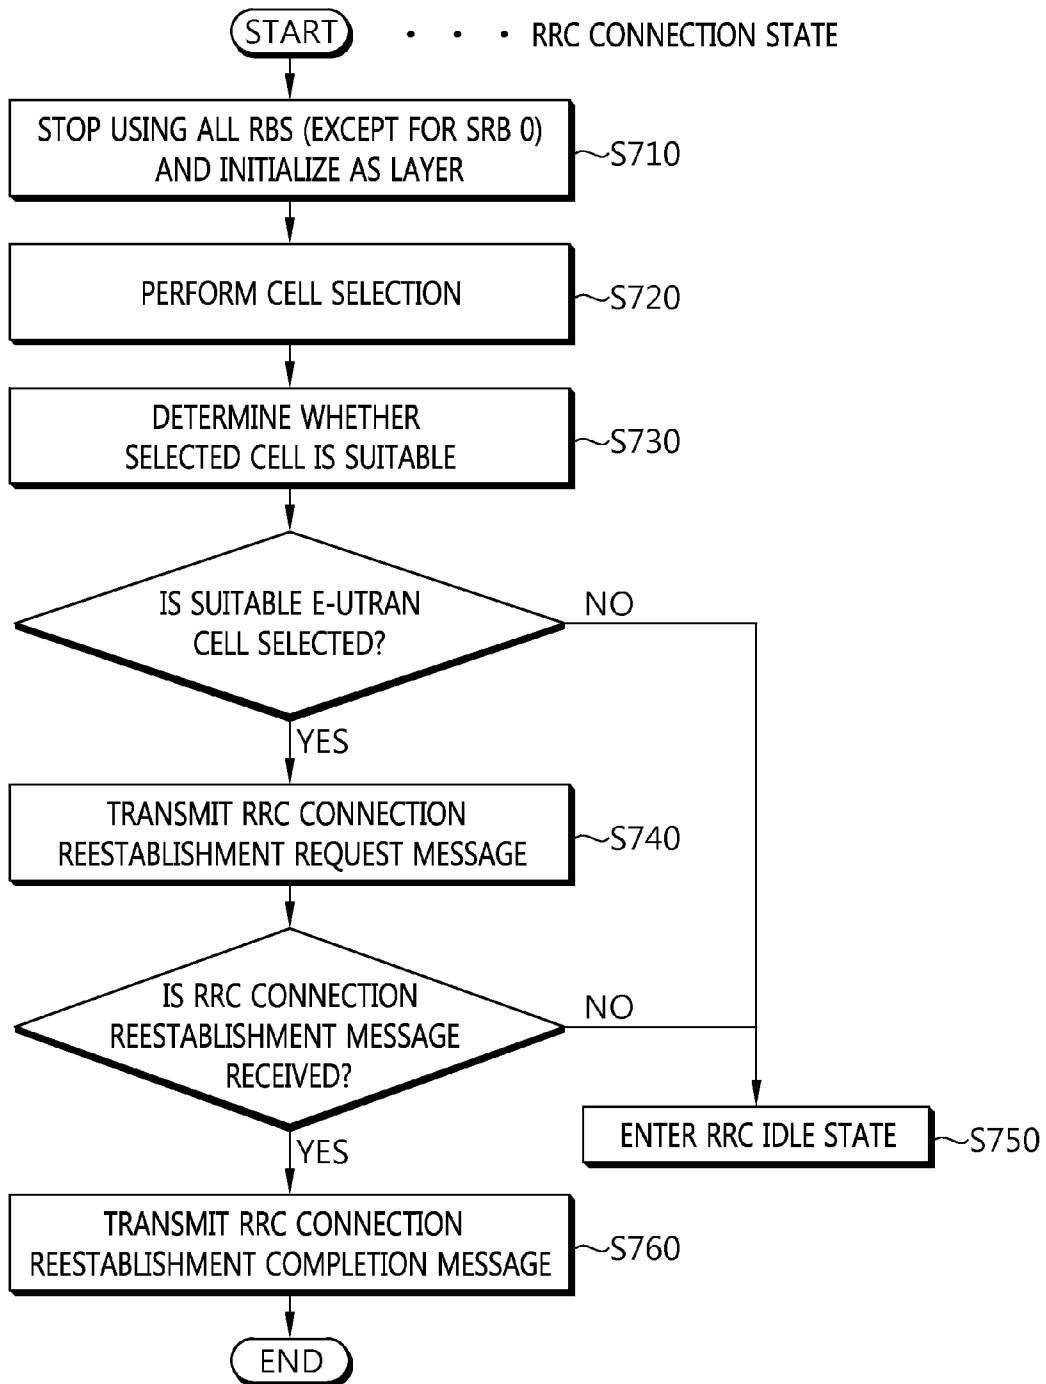 START · · · RRC CONNECTION STATE
STOP USING ALL RBS (EXCEPT FOR SRB 0)
AND INITIALIZE AS LAYER
S710
PERFORM CELL SELECTION
S720
DETERMINE WHETHER
SELECTED CELL IS SUITABLE
S730
IS SUITABLE E-UTRAN
CELL SELECTED?
NO
YES
TRANSMIT RRC CONNECTION
REESTABLISHMENT REQUEST MESSAGE
S740
IS RRC CONNECTION
REESTABLISHMENT MESSAGE
RECEIVED?
NO
YES
ENTER RRC IDLE STATE
S750
TRANSMIT RRC CONNECTION
REESTABLISHMENT COMPLETION MESSAGE
S760
END